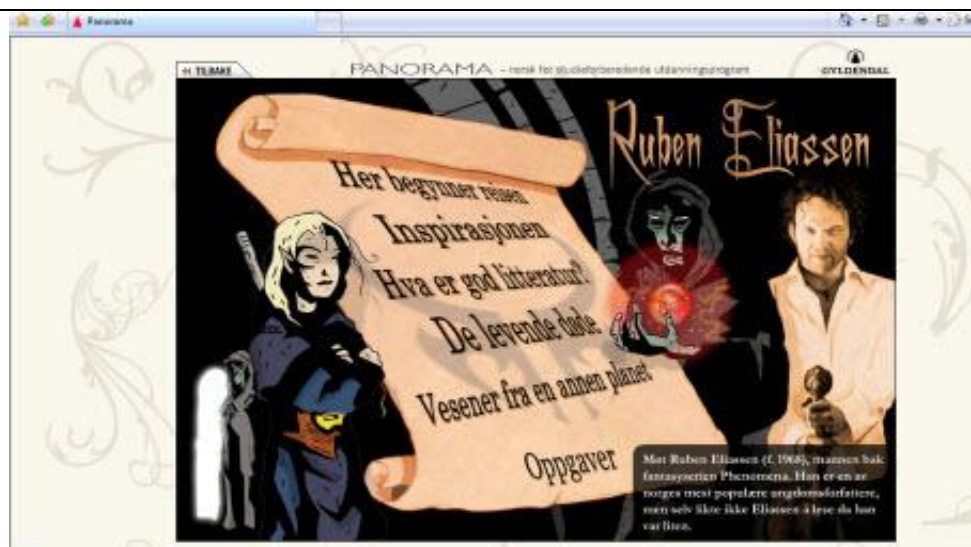 Panorama
TILBAKE
PANORAMA - norsk for studieforberedende utdanningsprogram
GYLDENDAL
Ruben Eliassen
Her begynner reisen
Inspirasjonen
Hva er god litteratur?
De levende døde
Vesener fra en annen planet
Oppgaver
Møt Ruben Eliassen (f. 1968), mannen bak
fantasyserien Phenomena. Han er en av
norges mest populære ungdomsforfattere,
men selv likte ikke Eliassen å lese da han
var liten.